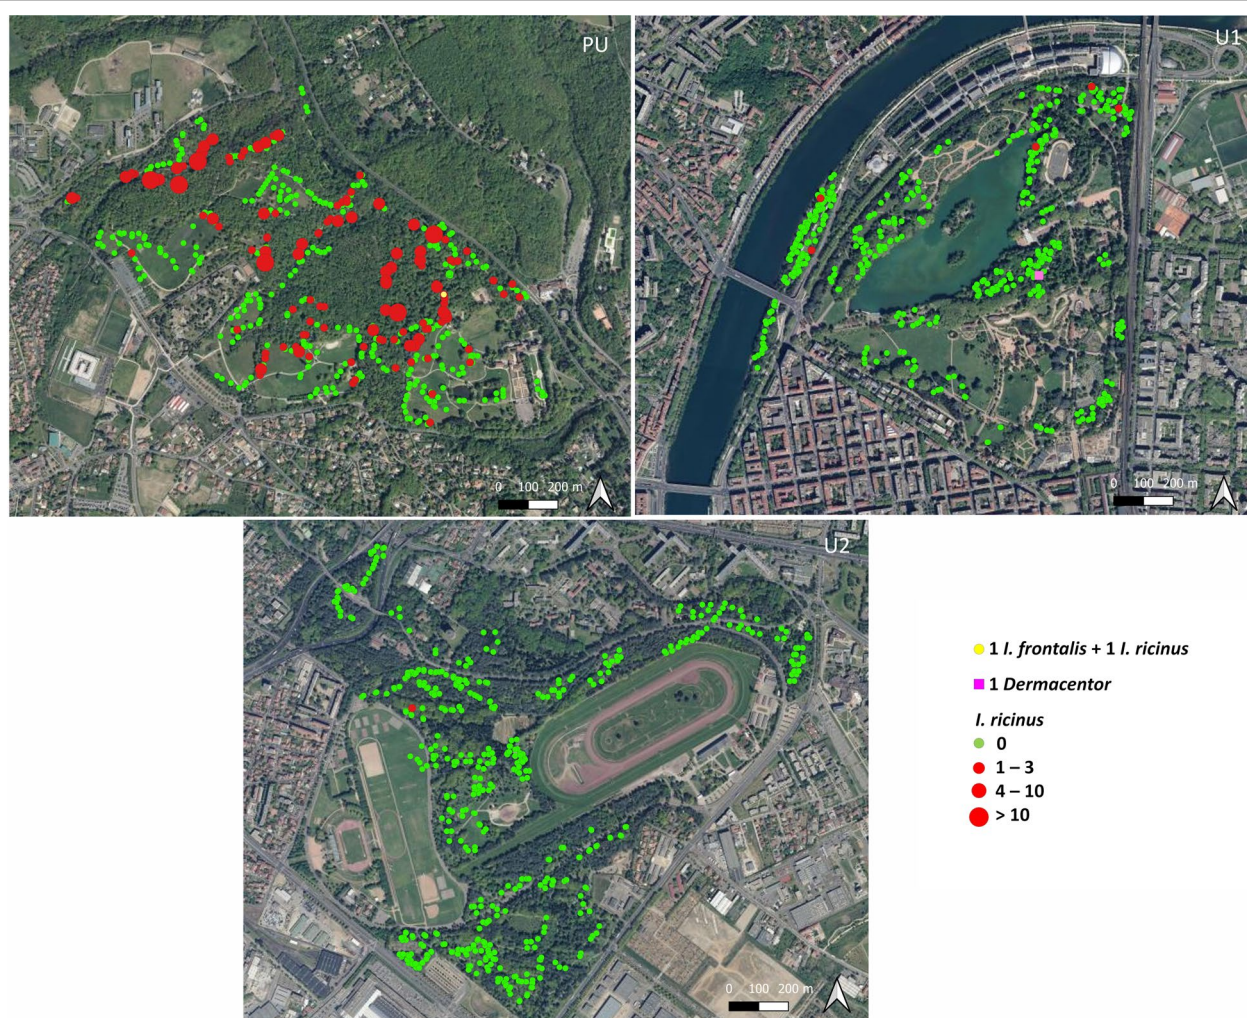 PU
U1
0 100 200 m
0 100 200 m
U2
1 I. frontalis + 1 I. ricinus
1 Dermacentor
I. ricinus
0
1 – 3
4 – 10
> 10
0 100 200 m